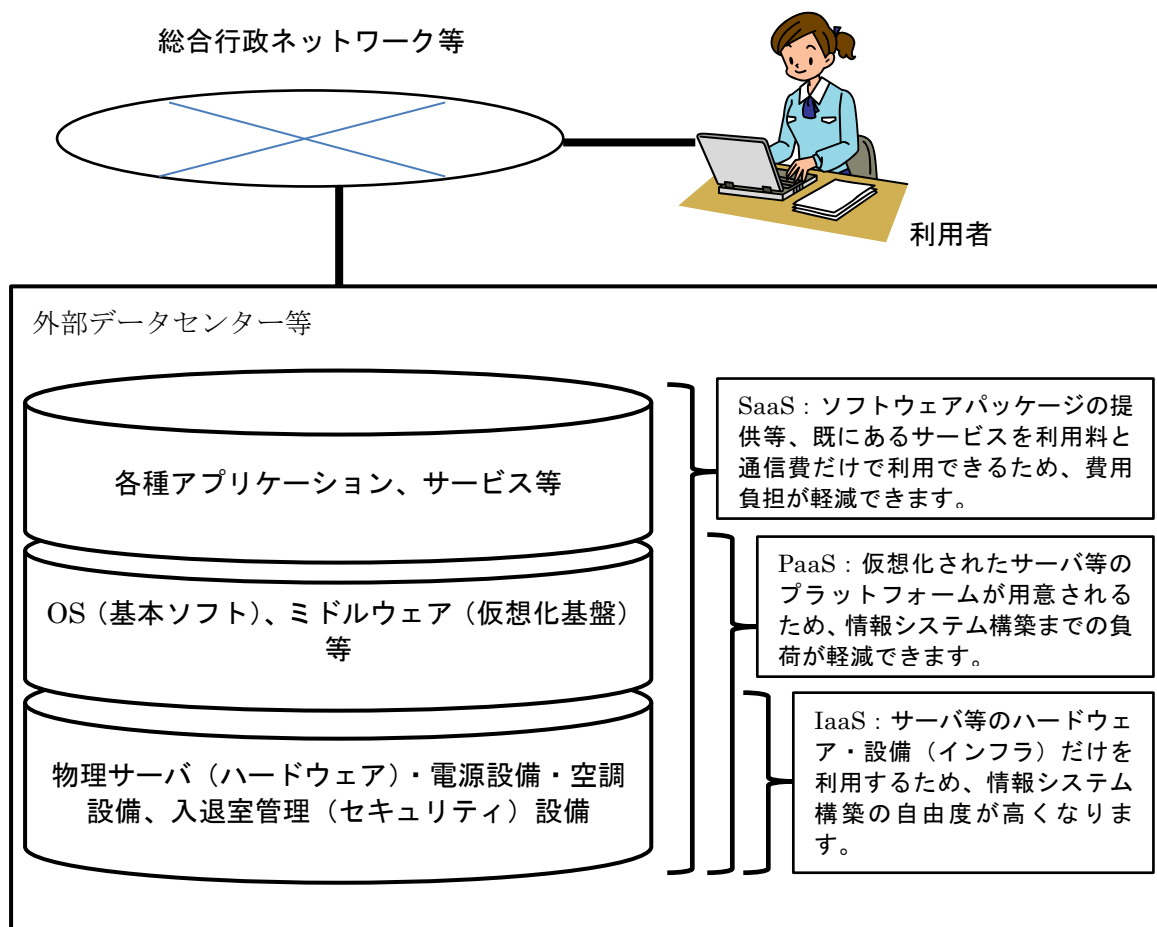 総合行政ネットワーク等
利用者
外部データセンター等
各種アプリケーション、サービス等
OS（基本ソフト）、ミドルウェア（仮想化基盤）
等
物理サーバ（ハードウェア）・電源設備・空調
設備、入退室管理（セキュリティ）設備
SaaS：ソフトウェアパッケージの提
供等、既にあるサービスを利用料と
通信費だけで利用できるため、費用
負担が軽減できます。
PaaS：仮想化されたサーバ等の
プラットフォームが用意される
ため、情報システム構築までの負
荷が軽減できます。
IaaS：サーバ等のハードウェ
ア・設備（インフラ）だけを
利用するため、情報システム
構築の自由度が高くなりま
す。